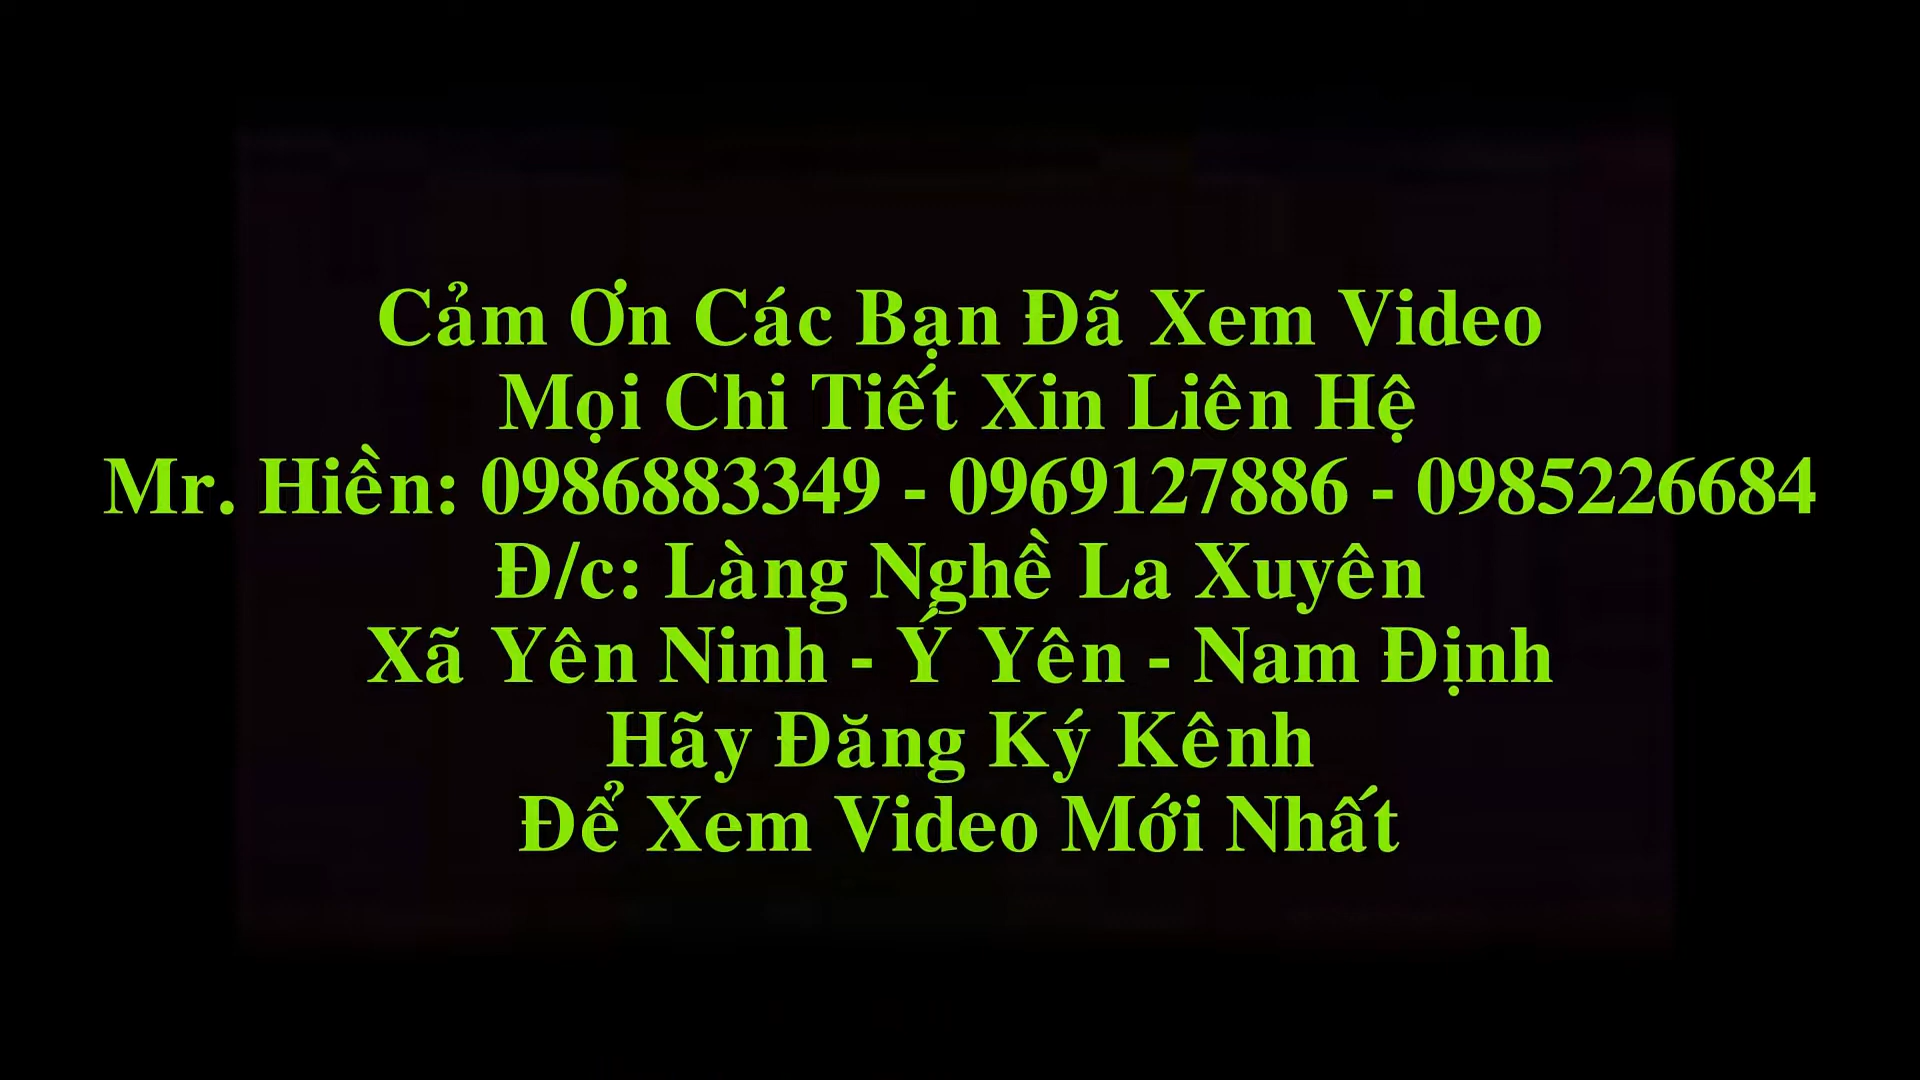 Cảm Ơn Các Bạn Đã Xem Video
Mọi Chi Tiết Xin Liên Hệ
Mr. Hiền: 0986883349 - 0969127886 - 0985226684
Đ/c: Làng Nghề La Xuyên
Xã Yên Ninh - Ý Yên - Nam Định
Hãy Đăng Ký Kênh
Để Xem Video Mới Nhất